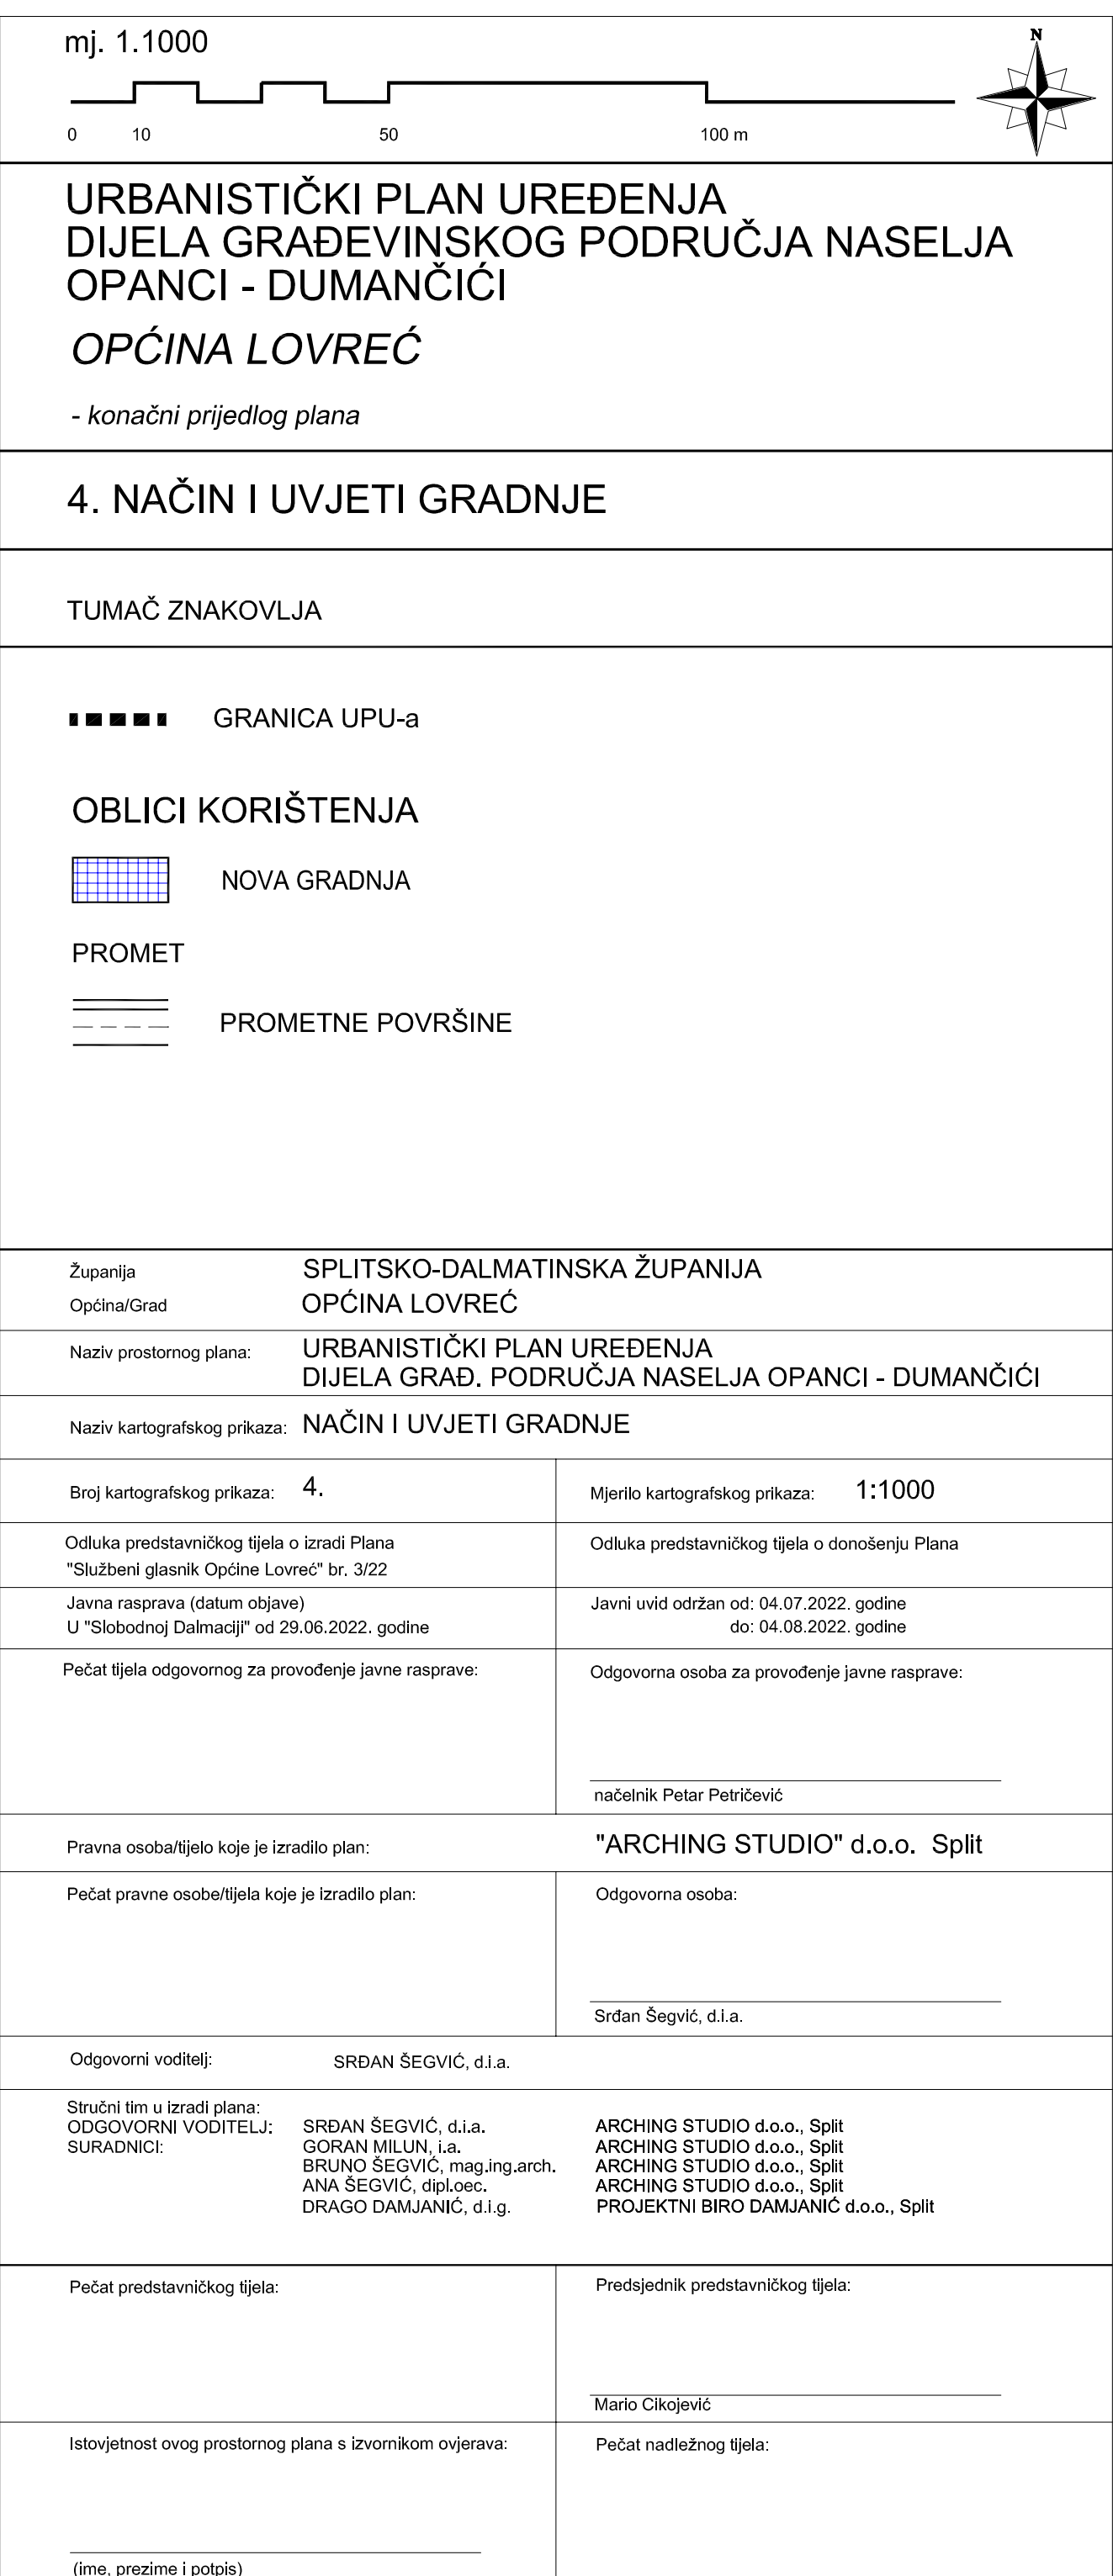 mj. 1.1000
N
0 10 50 100 m
URBANISTIČKI PLAN UREĐENJA
DIJELA GRAĐEVINSKOG PODRUČJA NASELJA
OPANCI - DUMANČIĆI
OPĆINA LOVREĆ
- konačni prijedlog plana
4. NAČIN I UVJETI GRADNJE
TUMAČ ZNAKOVLJA
GRANICA UPU-a
OBLICI KORIŠTENJA
NOVA GRADNJA
PROMET
PROMETNE POVRŠINE
Županija SPLITSKO-DALMATINSKA ŽUPANIJA
Općina/Grad OPĆINA LOVREĆ
Naziv prostornog plana: URBANISTIČKI PLAN UREĐENJA
DIJELA GRAĐ. PODRUČJA NASELJA OPANCI - DUMANČIĆI
Naziv kartografskog prikaza: NAČIN I UVJETI GRADNJE
Broj kartografskog prikaza: 4.
Mjerilo kartografskog prikaza: 1:1000
Odluka predstavničkog tijela o izradi Plana
"Službeni glasnik Općine Lovreć" br. 3/22
Odluka predstavničkog tijela o donošenju Plana
Javna rasprava (datum objave)
U "Slobodnoj Dalmaciji" od 29.06.2022. godine
Javni uvid održan od: 04.07.2022. godine
do: 04.08.2022. godine
Pečat tijela odgovornog za provođenje javne rasprave:
Odgovorna osoba za provođenje javne rasprave:
načelnik Petar Petričević
Pravna osoba/tijelo koje je izradilo plan: "ARCHING STUDIO" d.o.o. Split
Pečat pravne osobe/tijela koje je izradilo plan:
Odgovorna osoba:
Srđan Šegvić, d.i.a.
Odgovorni voditelj: SRĐAN ŠEGVIĆ, d.i.a.
Stručni tim u izradi plana:
ODGOVORNI VODITELJ: SRĐAN ŠEGVIĆ, d.i.a. ARCHING STUDIO d.o.o., Split
SURADNICI: GORAN MILUN, i.a. ARCHING STUDIO d.o.o., Split
BRUNO ŠEGVIĆ, mag.ing.arch. ARCHING STUDIO d.o.o., Split
ANA ŠEGVIĆ, dipl.oec. ARCHING STUDIO d.o.o., Split
DRAGO DAMJANIĆ, d.i.g. PROJEKTNI BIRO DAMJANIĆ d.o.o., Split
Pečat predstavničkog tijela:
Predsjednik predstavničkog tijela:
Mario Cikojević
Istovjetnost ovog prostornog plana s izvornikom ovjerava:
Pečat nadležnog tijela:
(ime, prezime i potpis)